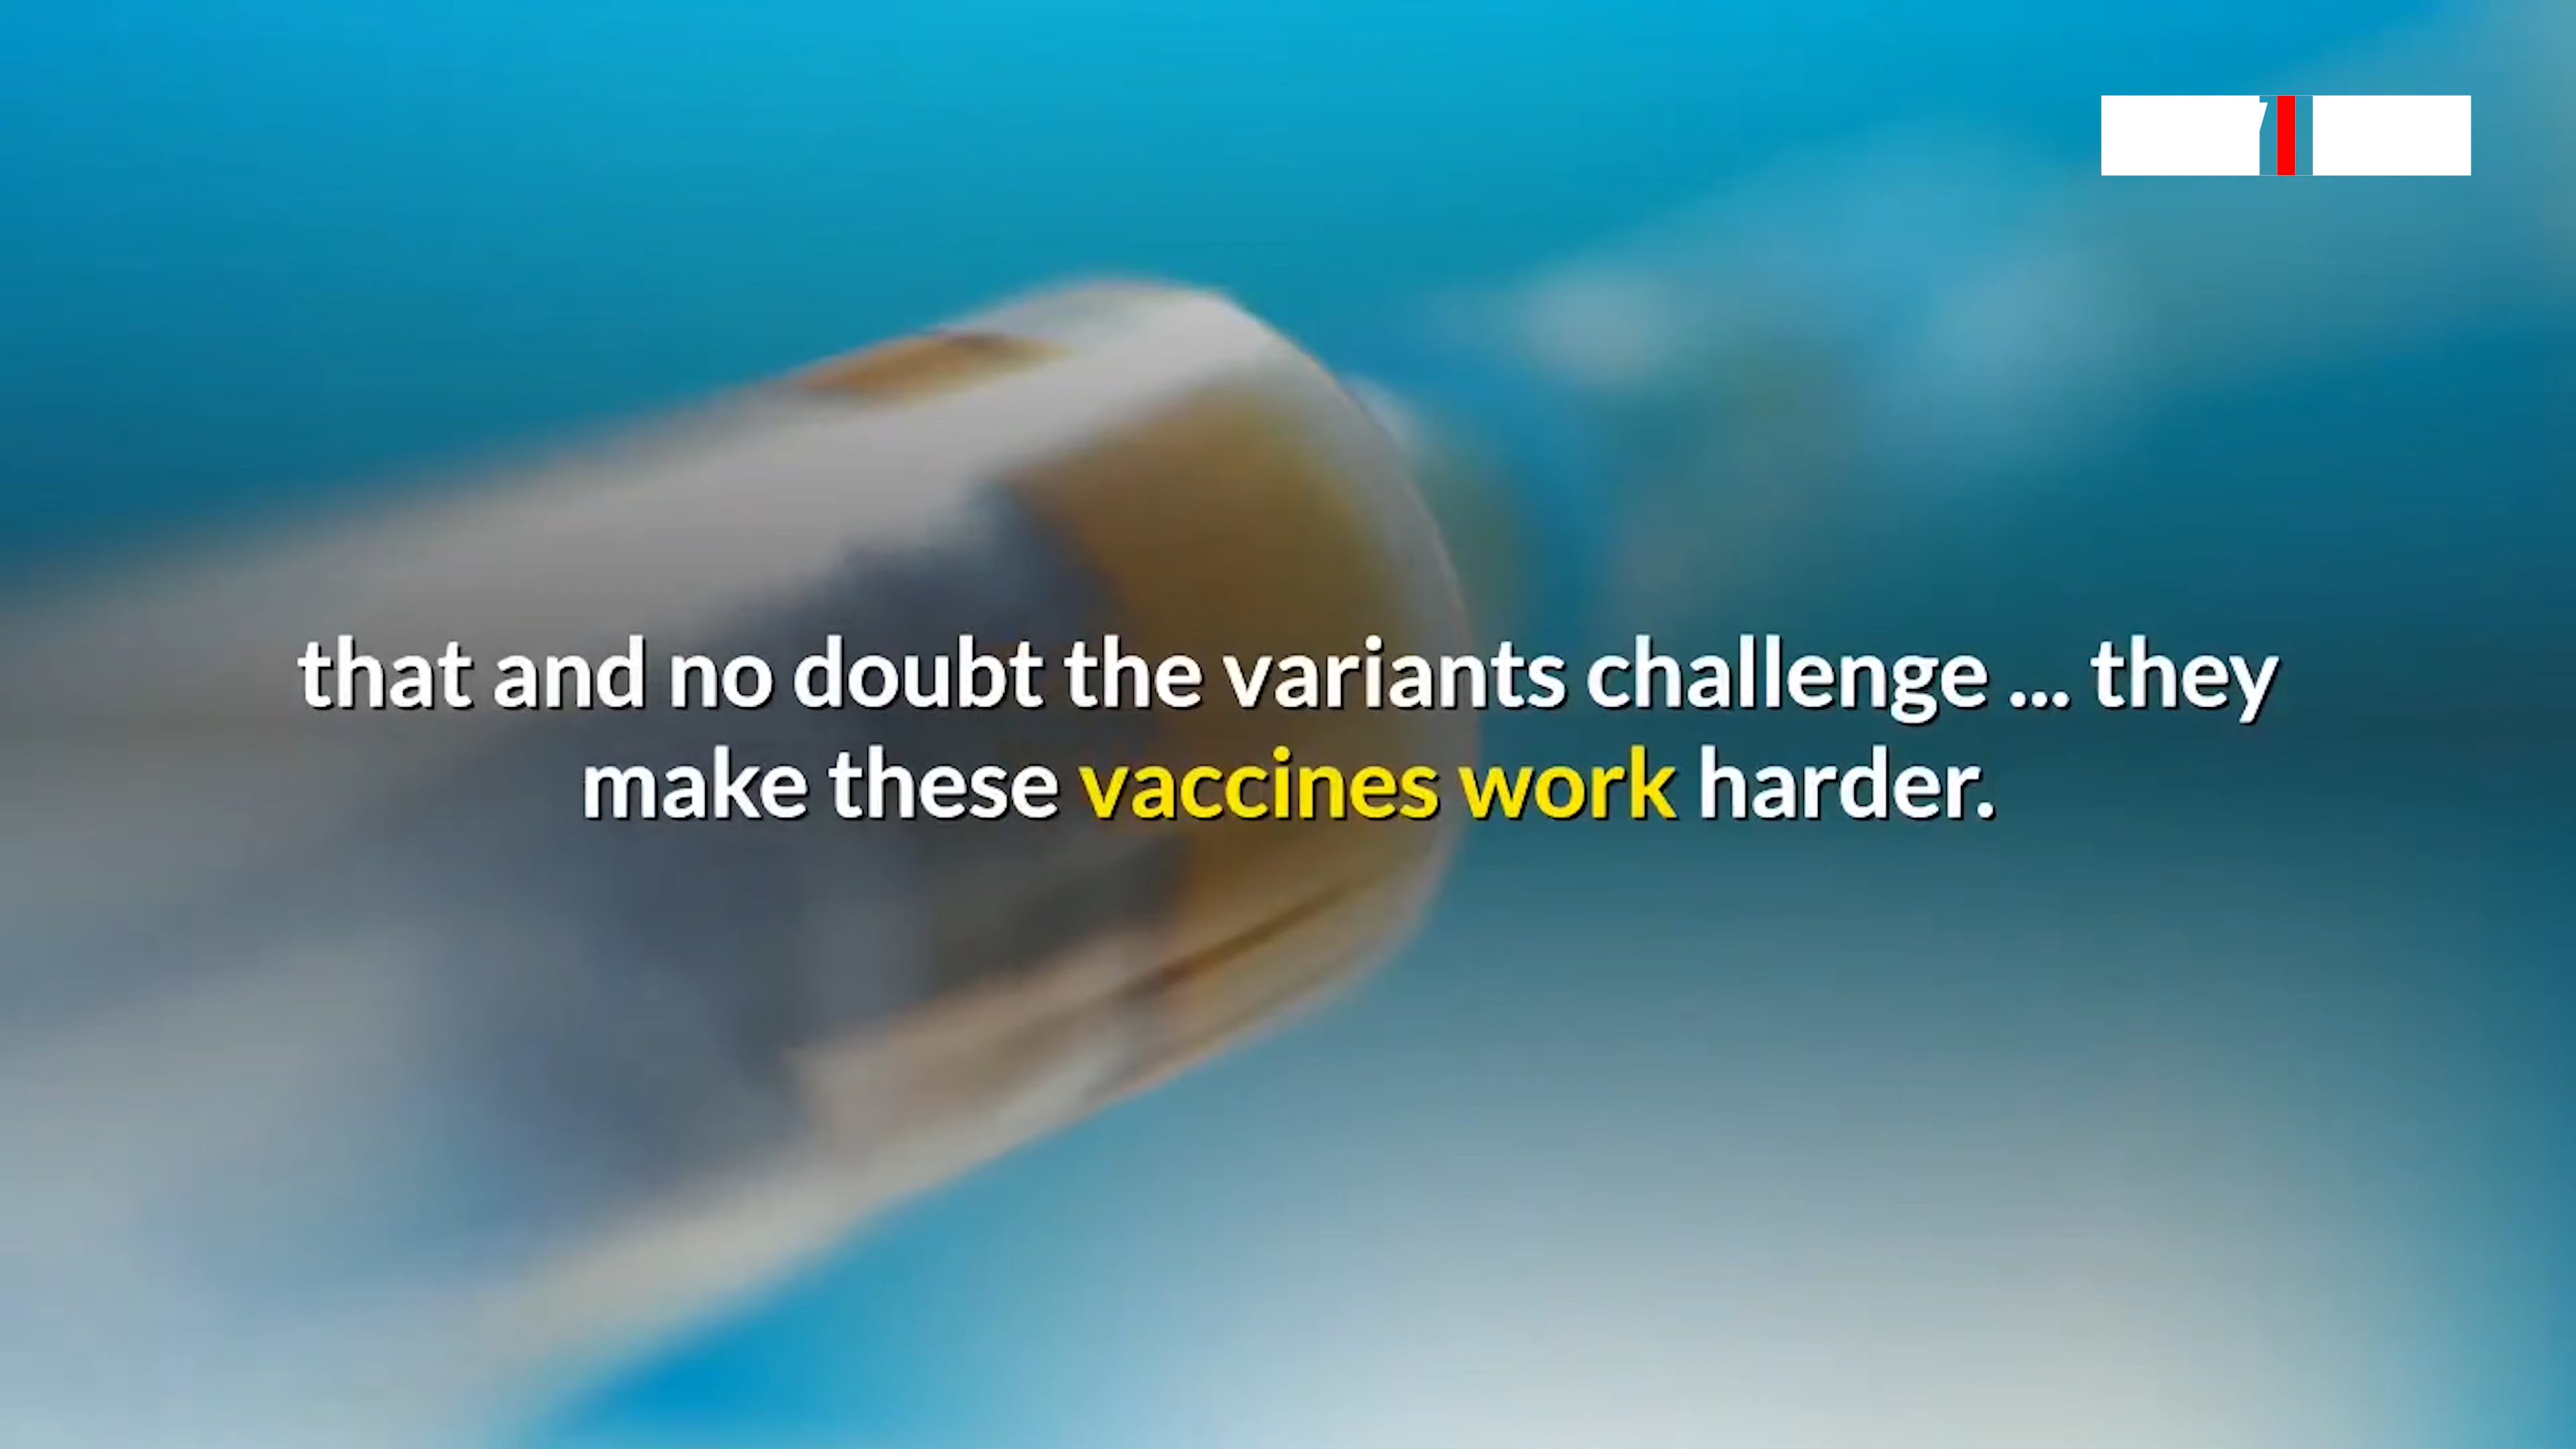 that and no doubt the variants challenge ... they
make these vaccines work harder.